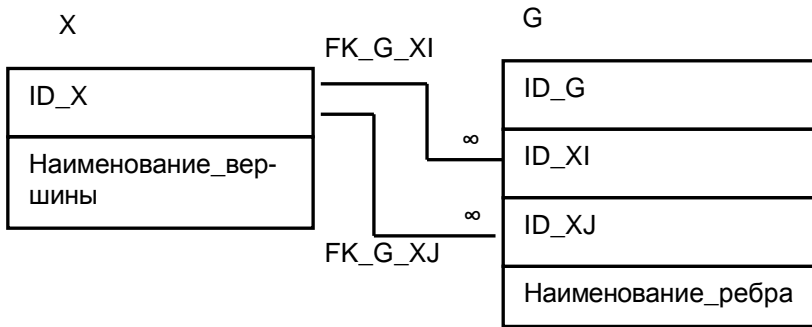 X
G
FK_G_XI
ID_X
ID_G
Наименование_вер-
шины
∞
ID_XI
∞
ID_XJ
FK_G_XJ
Наименование_ребра